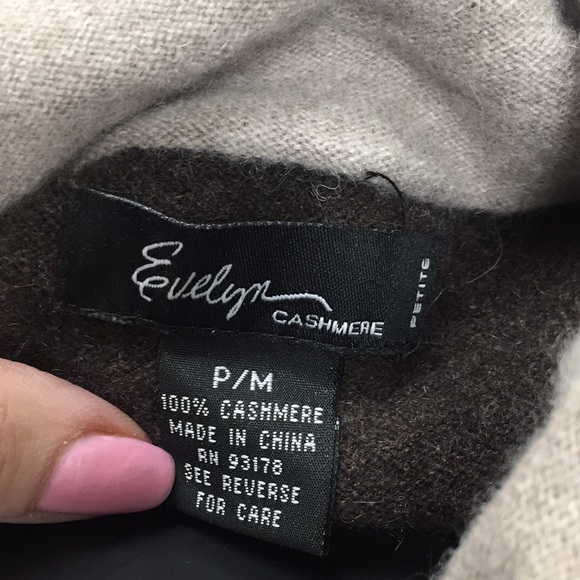 Evelyn
CASHMERE
PETITE
P/M
100% CASHMERE
MADE IN CHINA
RN 93178
SEE REVERSE
FOR CARE